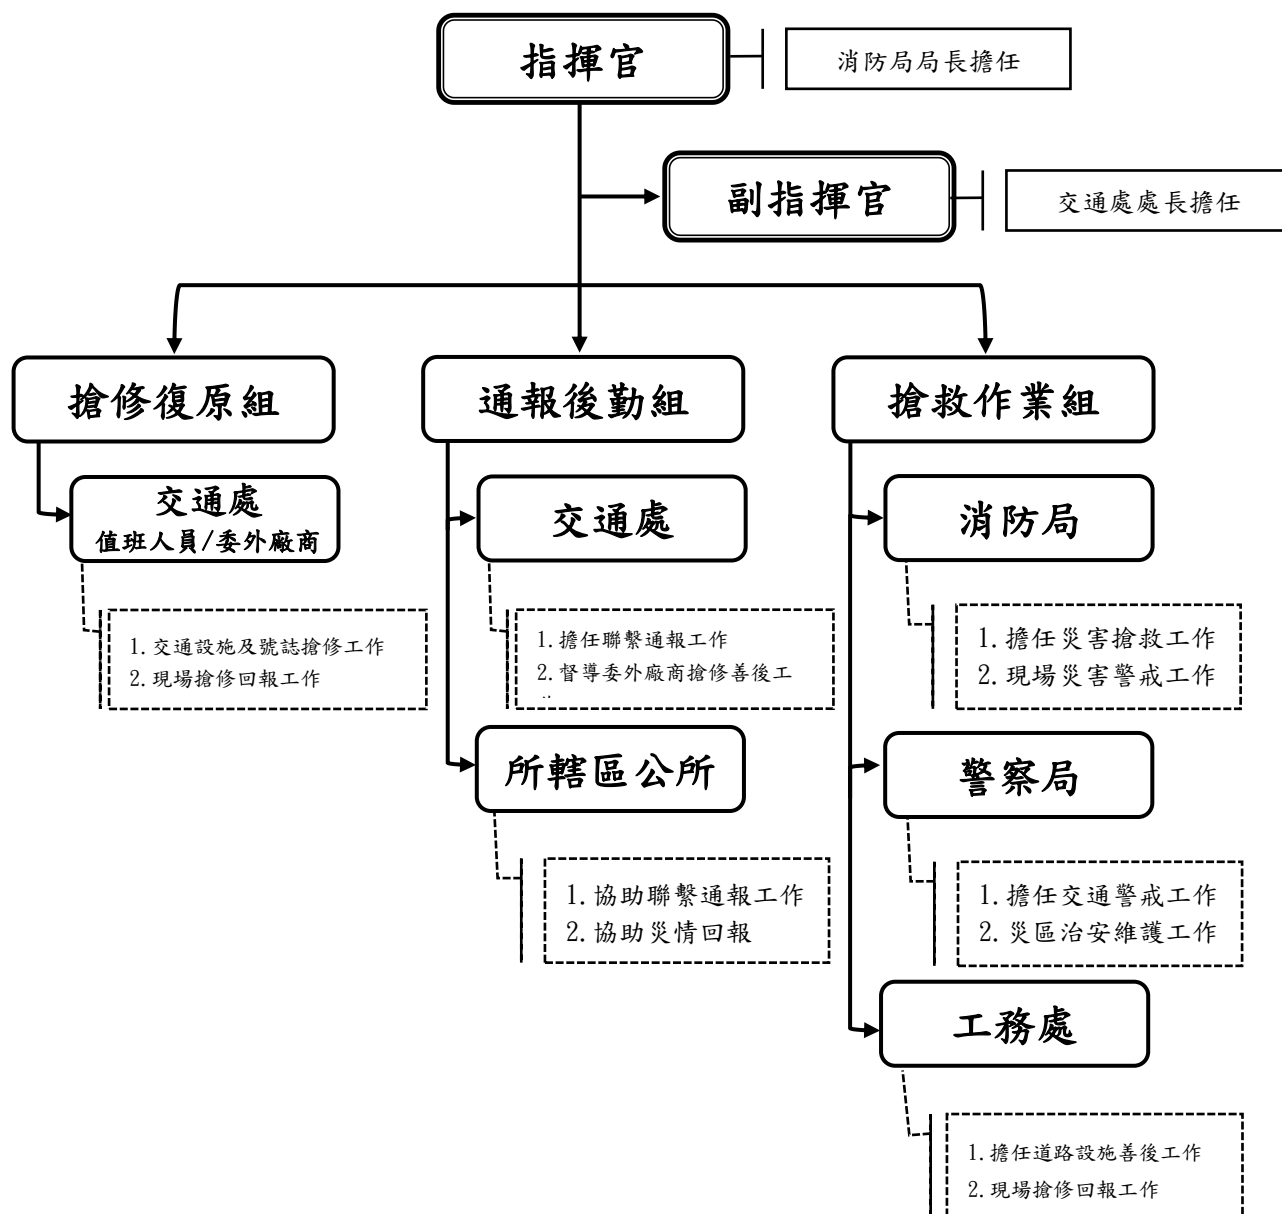 指揮官
消防局局長擔任
副指揮官
交通處處長擔任
搶修復原組
通報後勤組
搶救作業組
交通處
值班人員/委外廠商
1.交通設施及號誌搶修工作
2.現場搶修回報工作
交通處
1.擔任聯繫通報工作
2.督導委外廠商搶修善後工
所轄區公所
1.協助聯繫通報工作
2.協助災情回報
消防局
1.擔任災害搶救工作
2.現場災害警戒工作
警察局
1.擔任交通警戒工作
2.災區治安維護工作
工務處
1.擔任道路設施善後工作
2.現場搶修回報工作